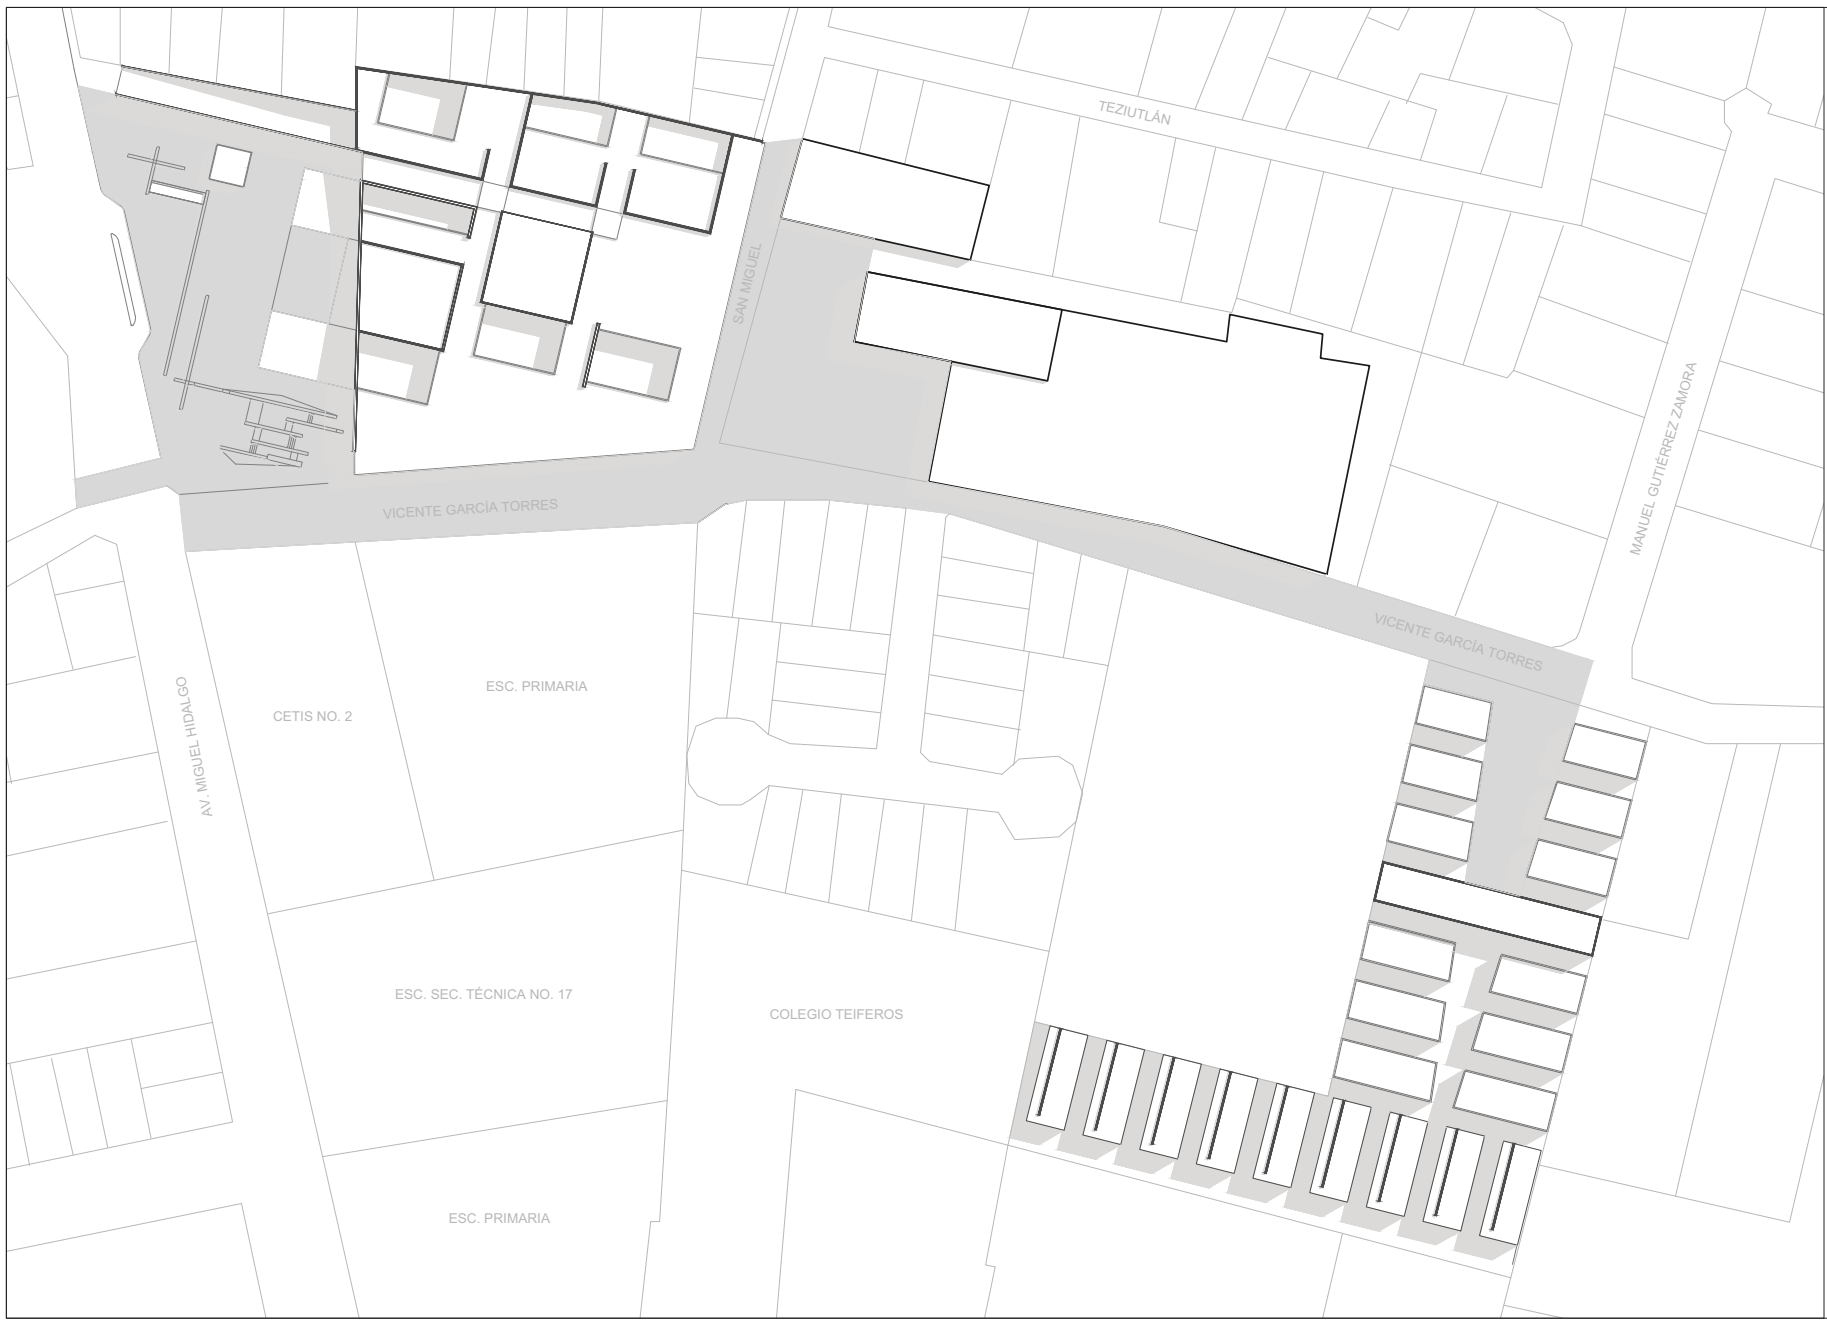 TEZIUTLÁN
SAN MIGUEL
MANUEL GUTIÉRREZ ZAMORA
VICENTE GARCÍA TORRES
VICENTE GARCÍA TORRES
AV. MIGUEL HIDALGO
ESC. PRIMARIA
CETIS NO. 2
ESC. SEC. TÉCNICA NO. 17
COLEGIO TEIFEROS
ESC. PRIMARIA